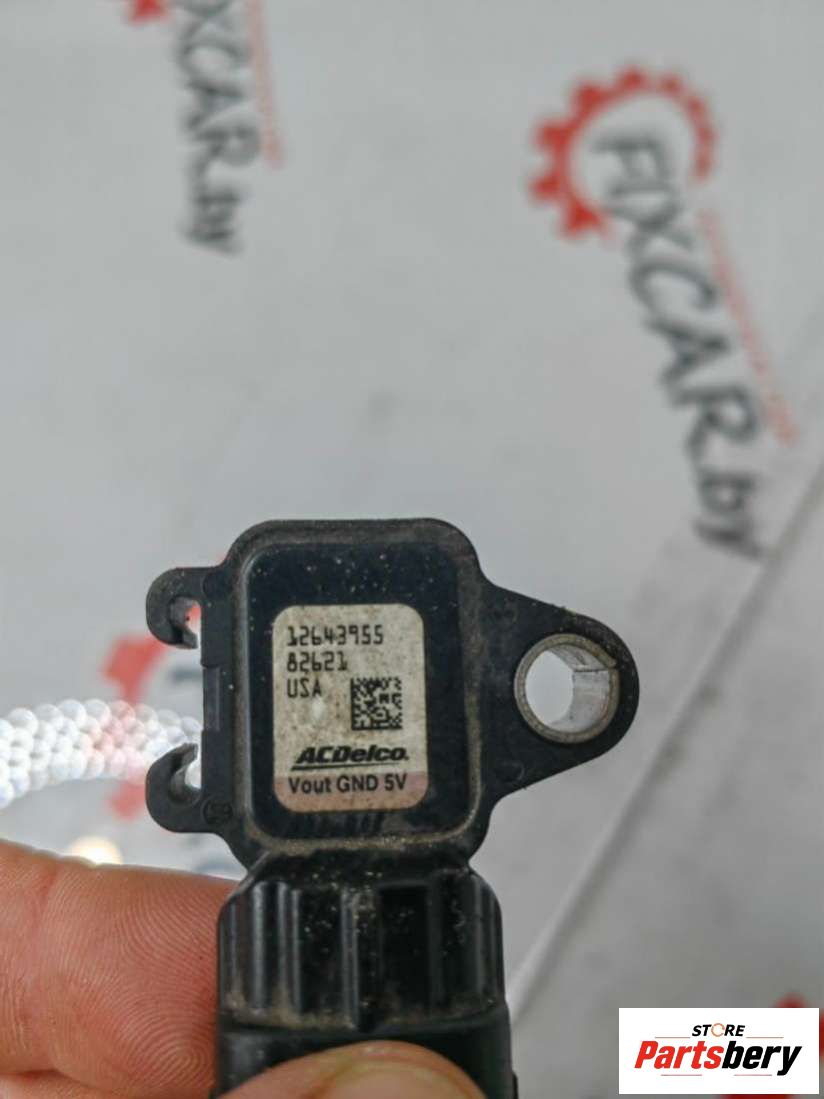 FIXCAR.by
FIXCAR.by
12643955
82621
USA
ACDelco.
Vout GND 5V
STORE
Partsbery